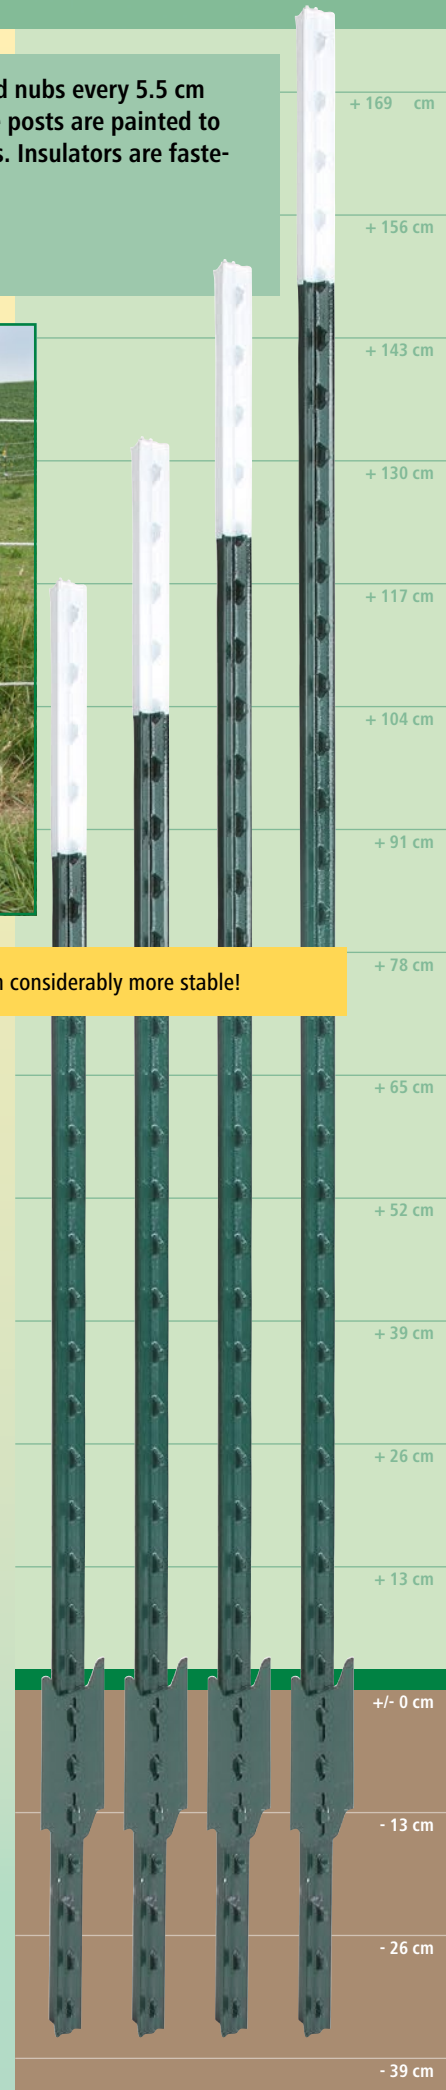 d nubs every 5.5 cm
posts are painted to
s. Insulators are faste-
+ 169 cm
+ 156 cm
+ 143 cm
+ 130 cm
+ 117 cm
+ 104 cm
+ 91 cm
+ 78 cm
n considerably more stable!
+ 65 cm
+ 52 cm
+ 39 cm
+ 26 cm
+ 13 cm
+/- 0 cm
- 13 cm
- 26 cm
- 39 cm